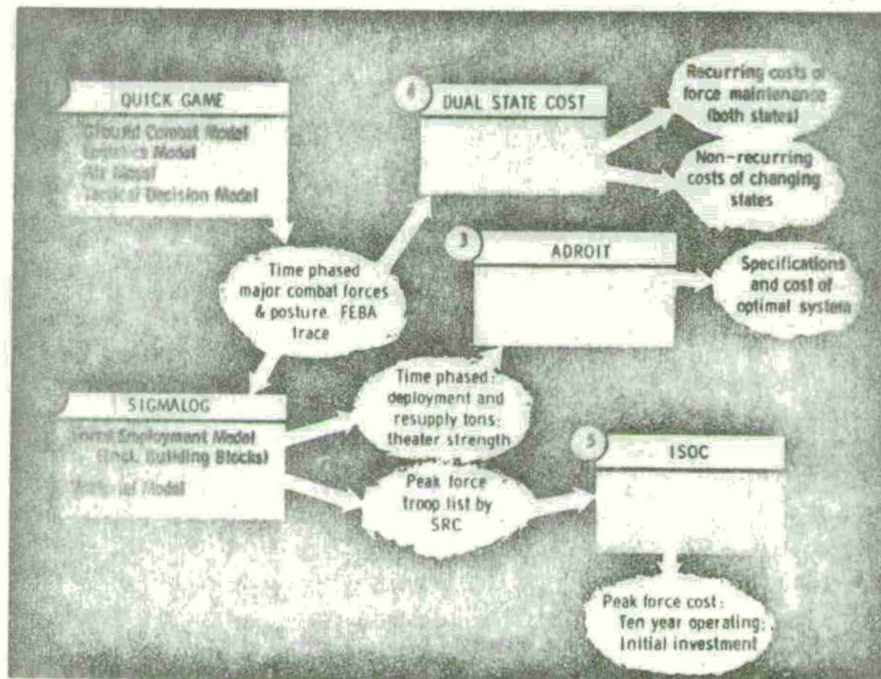 QUICK GAME
Ground Combat Model
Logistics Model
Air Model
Tactical Decision Model
4
DUAL STATE COST
Recurring costs of
force maintenance
(both states)
Non-recurring
costs of changing
states
Time phased
major combat forces
& posture. FEBA
trace
3
ADROIT
Specifications
and cost of
optimal system
SIGMALOG
Force Employment Model
(Incl. Building Blocks)
Material Model
Time phased:
deployment and
resupply tons:
theater strength
Peak force
troop list by
SRC
5
ISOC
Peak force cost:
Ten year operating:
Initial investment